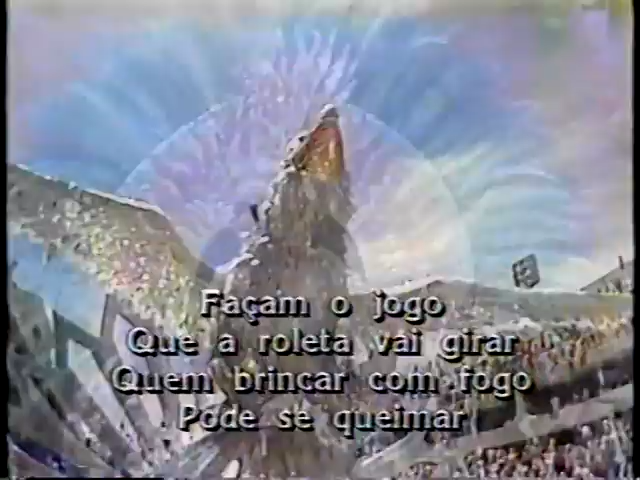 Façam o jogo
Que a roleta vai girar
Quem brincar com fogo
Pode se queimar